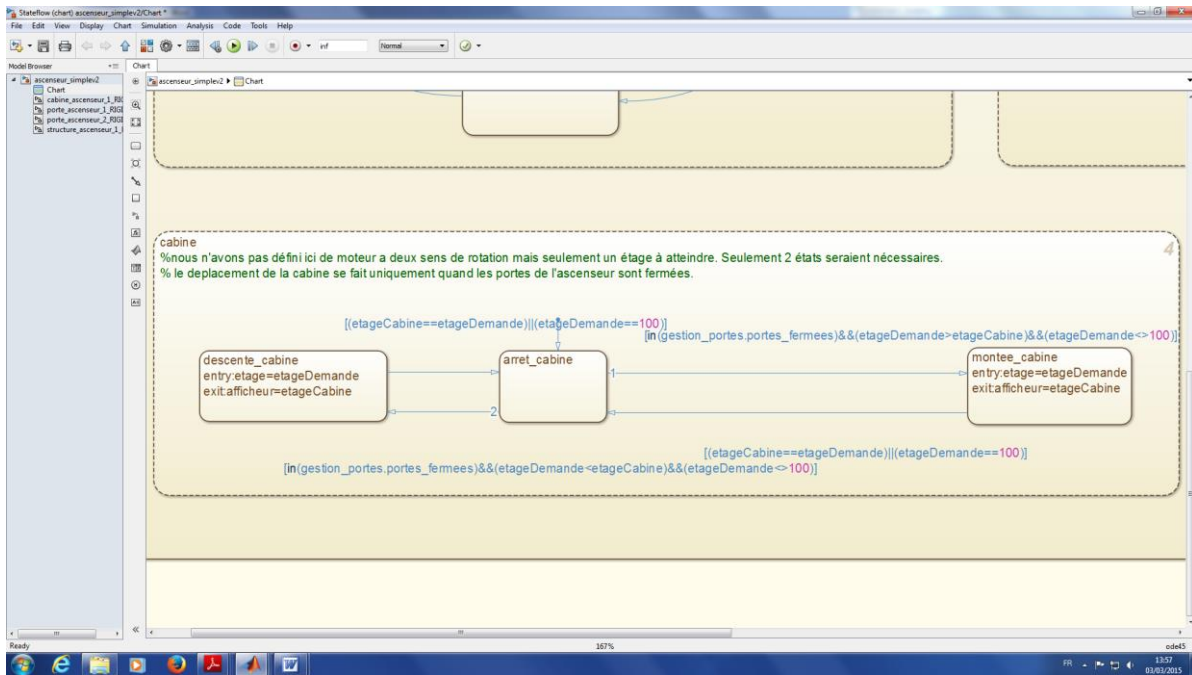 Stateflow (chart) ascenseur_simplev2/Chart *
File Edit View Display Chart Simulation Analysis Code Tools Help
inf
Normal
Model Browser
Chart
ascenseur_simplev2
Chart
cabine_ascenseur_1_RIG
porte_ascenseur_1_RIGI
porte_ascenseur_2_RIGI
structure_ascenseur_1_
ascenseur_simplev2 Chart
cabine
4
%nous n'avons pas défini ici de moteur a deux sens de rotation mais seulement un étage à atteindre. Seulement 2 états seraient nécessaires.
% le deplacement de la cabine se fait uniquement quand les portes de l'ascenseur sont fermées.
[(etageCabine==etageDemande)||(etageDemande==100)]
[in(gestion_portes.portes_fermees)&&(etageDemande>etageCabine)&&(etageDemande<>100)]
descente_cabine
entry:etage=etageDemande
exit:afficheur=etageCabine
arret_cabine
1
2
montee_cabine
entry:etage=etageDemande
exit:afficheur=etageCabine
[(etageCabine==etageDemande)||(etageDemande==100)]
[in(gestion_portes.portes_fermees)&&(etageDemande<etageCabine)&&(etageDemande<>100)]
Ready
167%
ode45
FR
13:57
03/03/2015